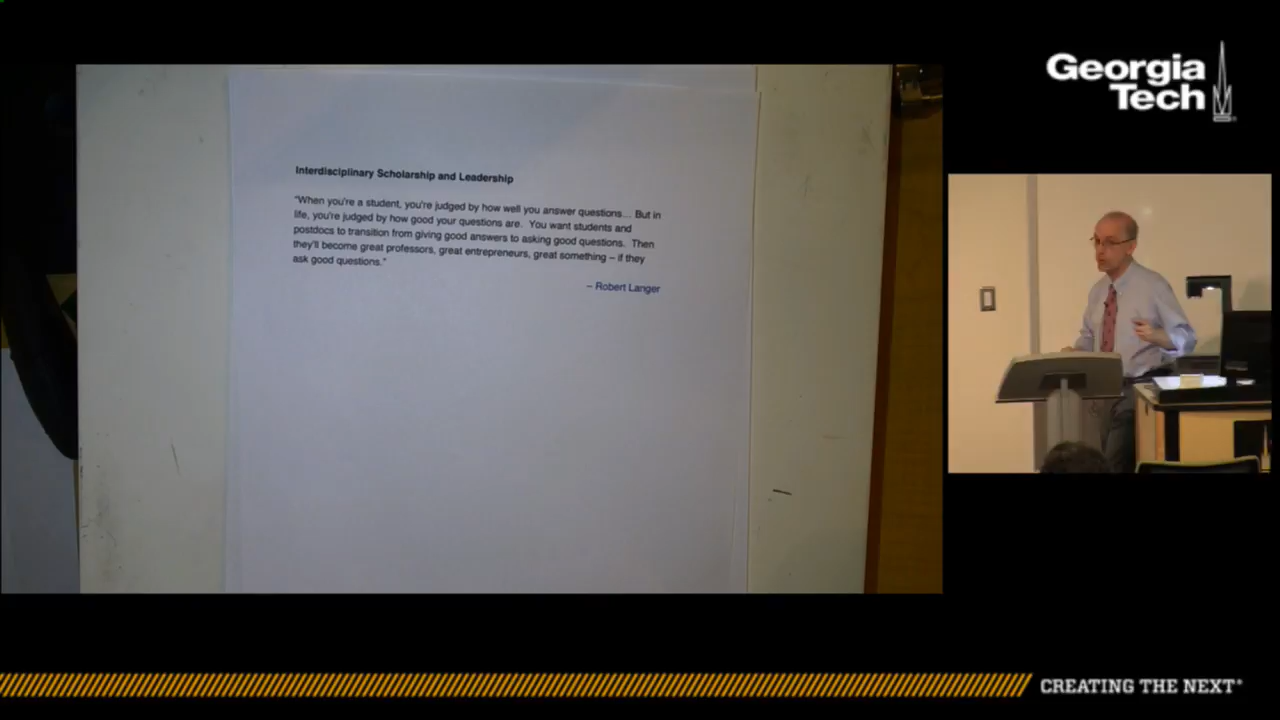 Georgia
Tech
Interdisciplinary Scholarship and Leadership
"When you're a student, you're judged by how well you answer questions... But in
life, you're judged by how good your questions are. You want students and
postdocs to transition from giving good answers to asking good questions. Then
they'll become great professors, great entrepreneurs, great something – if they
ask good questions."
– Robert Langer
CREATING THE NEXT®